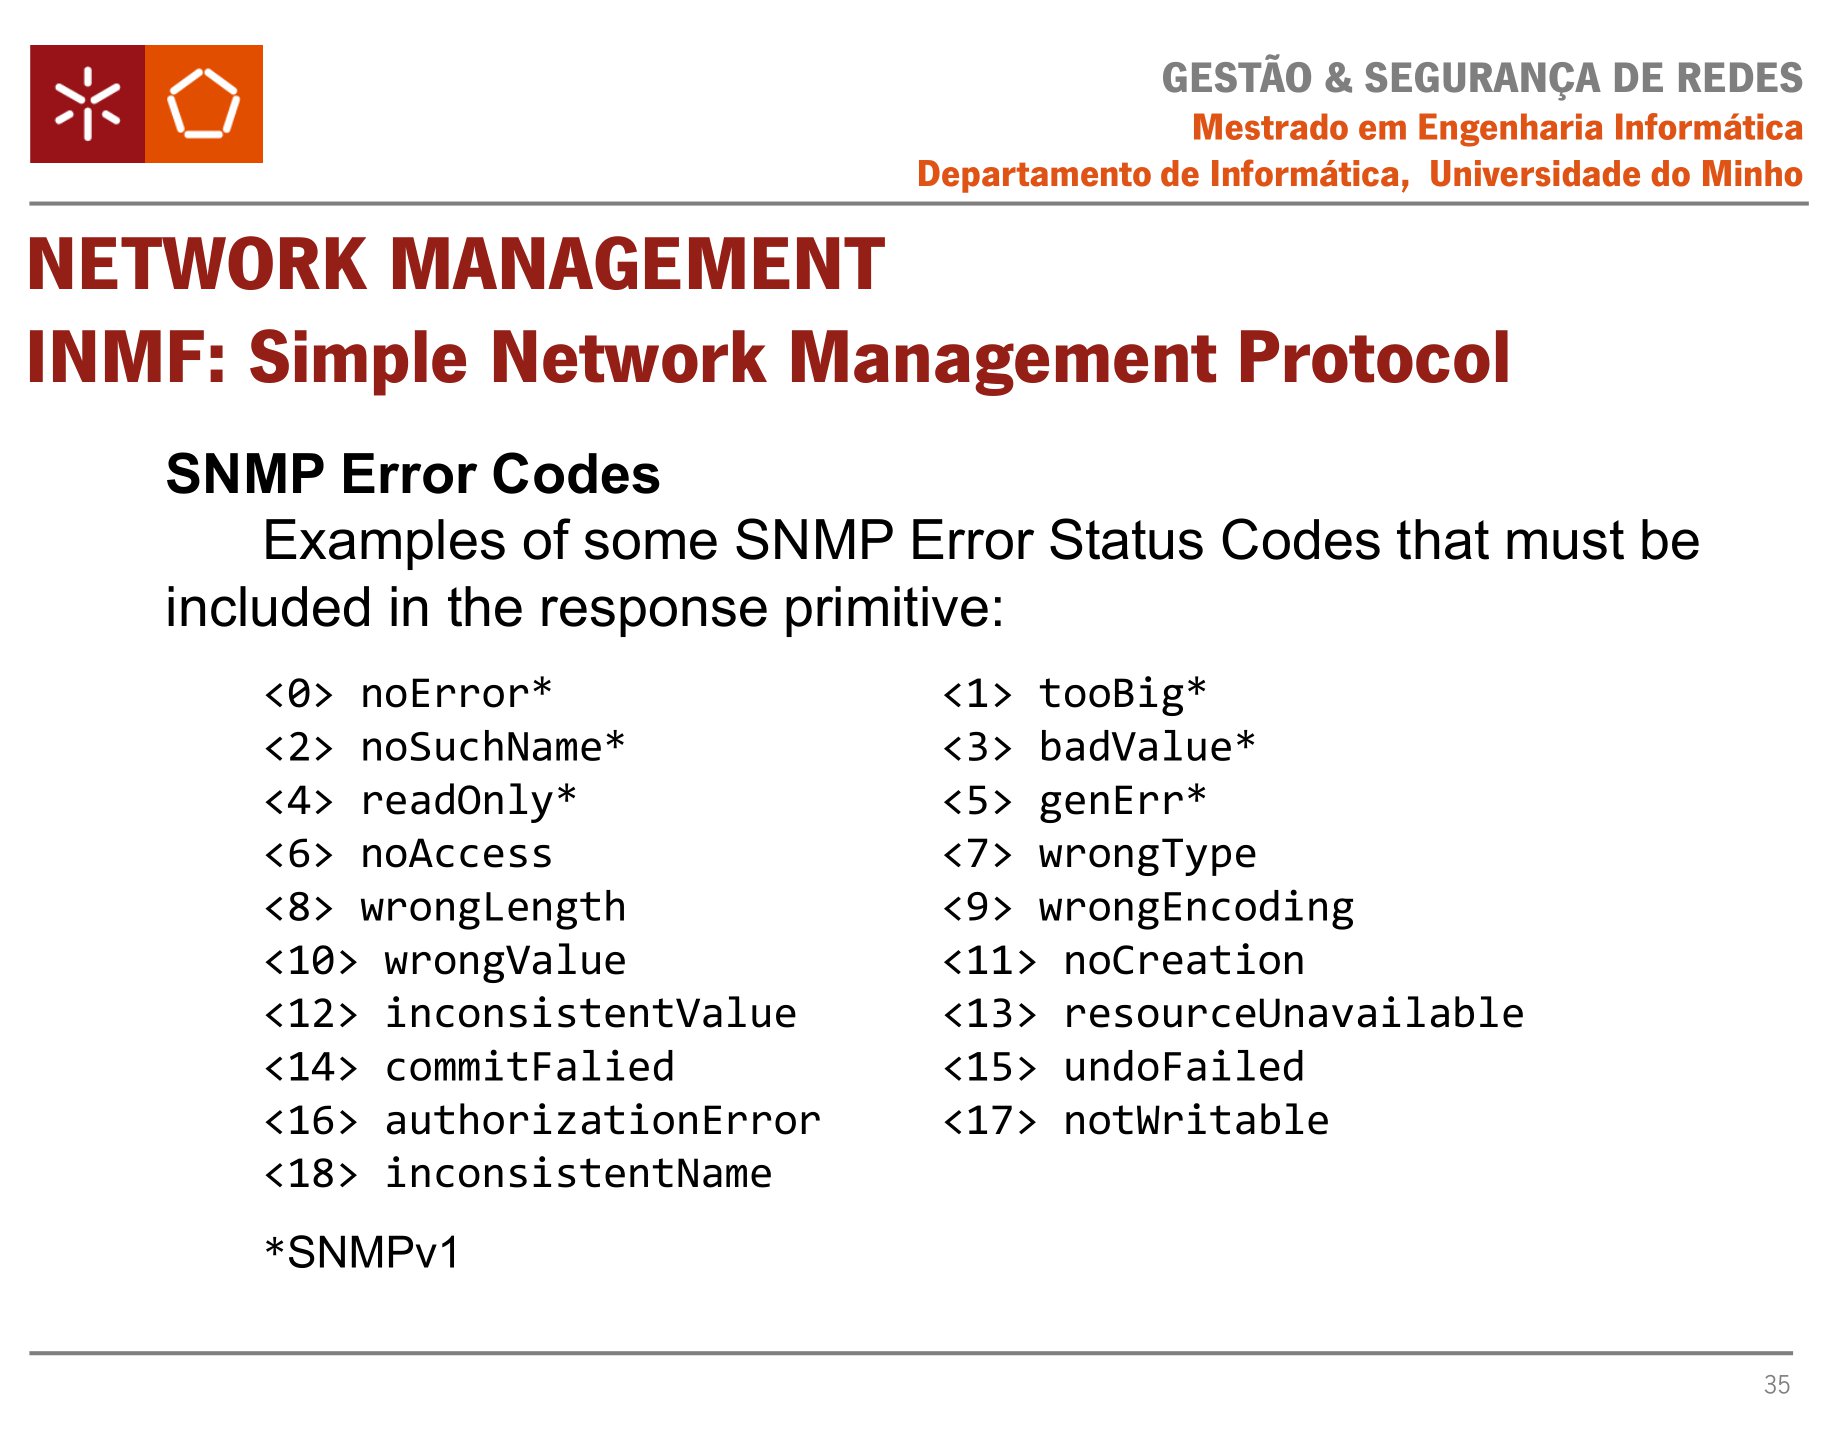 GESTÃO & SEGURANÇA DE REDES
Mestrado em Engenharia Informática
Departamento de Informática, Universidade do Minho
NETWORK MANAGEMENT
INMF: Simple Network Management Protocol
SNMP Error Codes
Examples of some SNMP Error Status Codes that must be
included in the response primitive:
<0> noError* <1> tooBig*
<2> noSuchName* <3> badValue*
<4> readOnly* <5> genErr*
<6> noAccess <7> wrongType
<8> wrongLength <9> wrongEncoding
<10> wrongValue <11> noCreation
<12> inconsistentValue <13> resourceUnavailable
<14> commitFalied <15> undoFailed
<16> authorizationError <17> notWritable
<18> inconsistentName
*SNMPv1
35